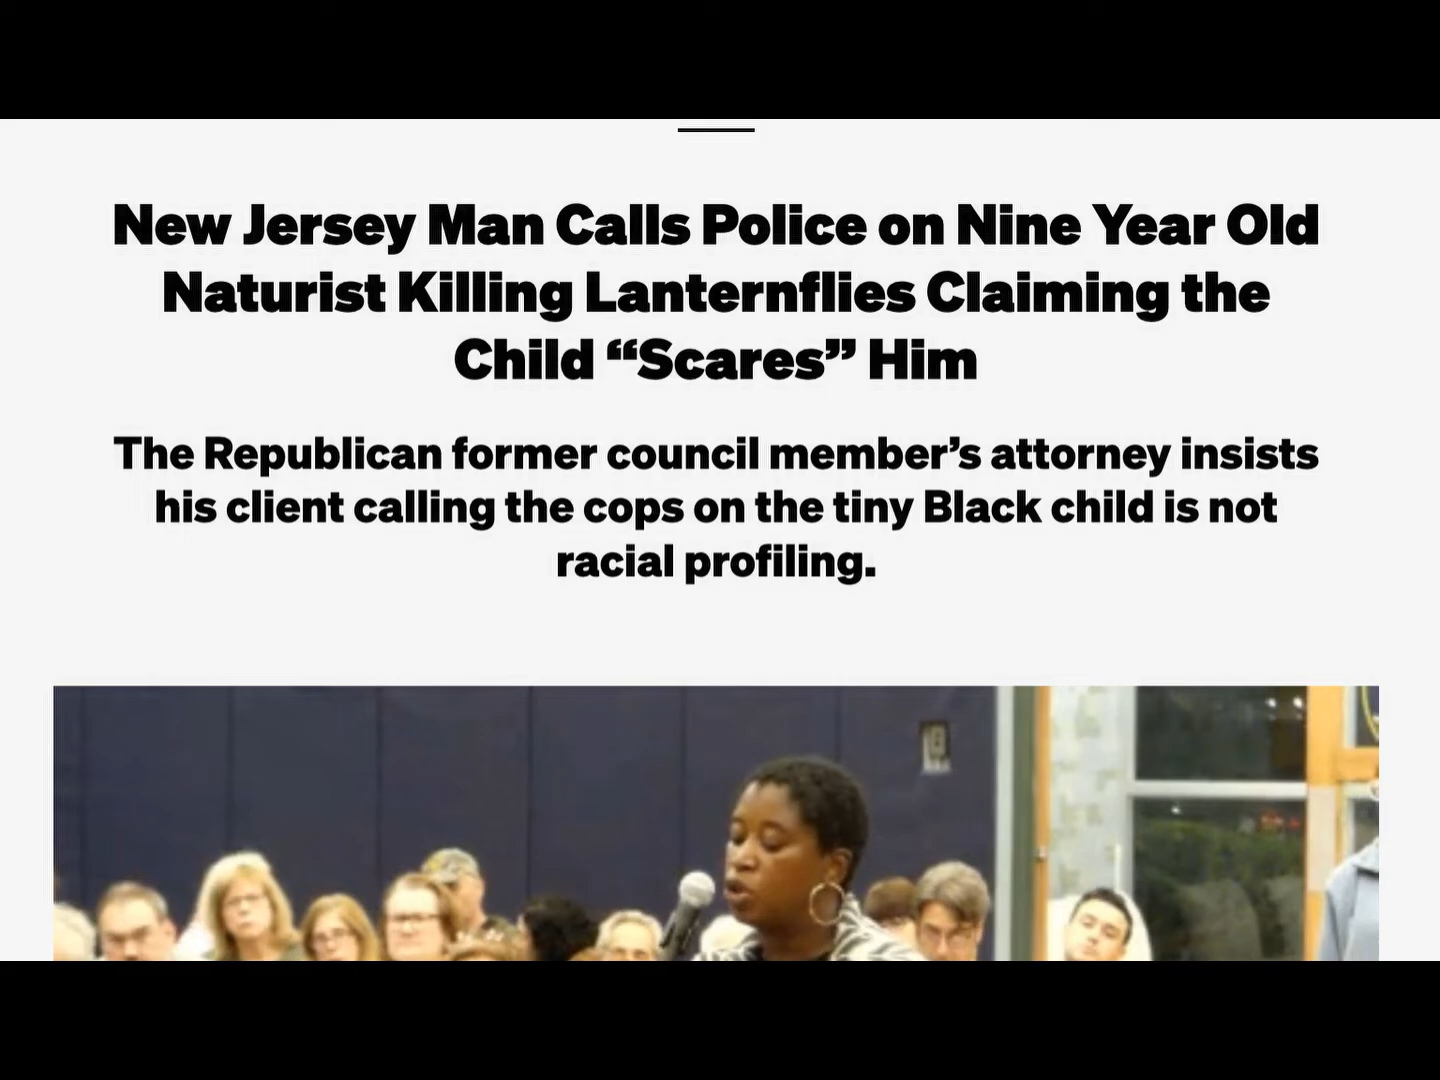 New Jersey Man Calls Police on Nine Year Old
Naturist Killing Lanternflies Claiming the
Child “Scares” Him
The Republican former council member’s attorney insists
his client calling the cops on the tiny Black child is not
racial profiling.